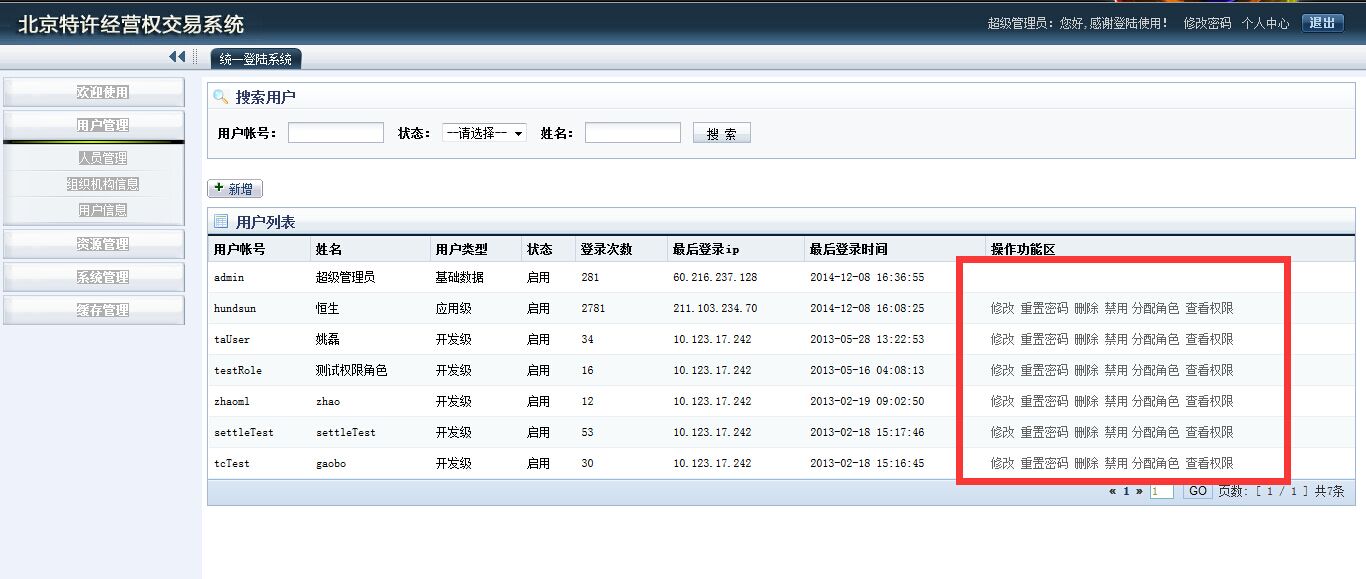 北京特许经营权交易系统
超级管理员：您好,感谢登陆使用！ 修改密码 个人中心 退出
统一登陆系统
欢迎使用
用户管理
人员管理
组织机构信息
用户信息
资源管理
系统管理
缓存管理
搜索用户
用户帐号： 状态： --请选择-- 姓名： 搜 索
新增
用户列表
用户帐号 姓名 用户类型 状态 登录次数 最后登录ip 最后登录时间 操作功能区
admin 超级管理员 基础数据 启用 281 60.216.237.128 2014-12-08 16:36:55
hundsun 恒生 应用级 启用 2781 211.103.234.70 2014-12-08 16:08:25 修改 重置密码 删除 禁用 分配角色 查看权限
taUser 姚磊 开发级 启用 34 10.123.17.242 2013-05-28 13:22:53 修改 重置密码 删除 禁用 分配角色 查看权限
testRole 测试权限角色 开发级 启用 16 10.123.17.242 2013-05-16 04:08:13 修改 重置密码 删除 禁用 分配角色 查看权限
zhaoml zhao 开发级 启用 12 10.123.17.242 2013-02-19 09:02:50 修改 重置密码 删除 禁用 分配角色 查看权限
settleTest settleTest 开发级 启用 53 10.123.17.242 2013-02-18 15:17:46 修改 重置密码 删除 禁用 分配角色 查看权限
tcTest gaobo 开发级 启用 30 10.123.17.242 2013-02-18 15:16:45 修改 重置密码 删除 禁用 分配角色 查看权限
« 1 » 1 GO 页数: [ 1 / 1 ] 共7条